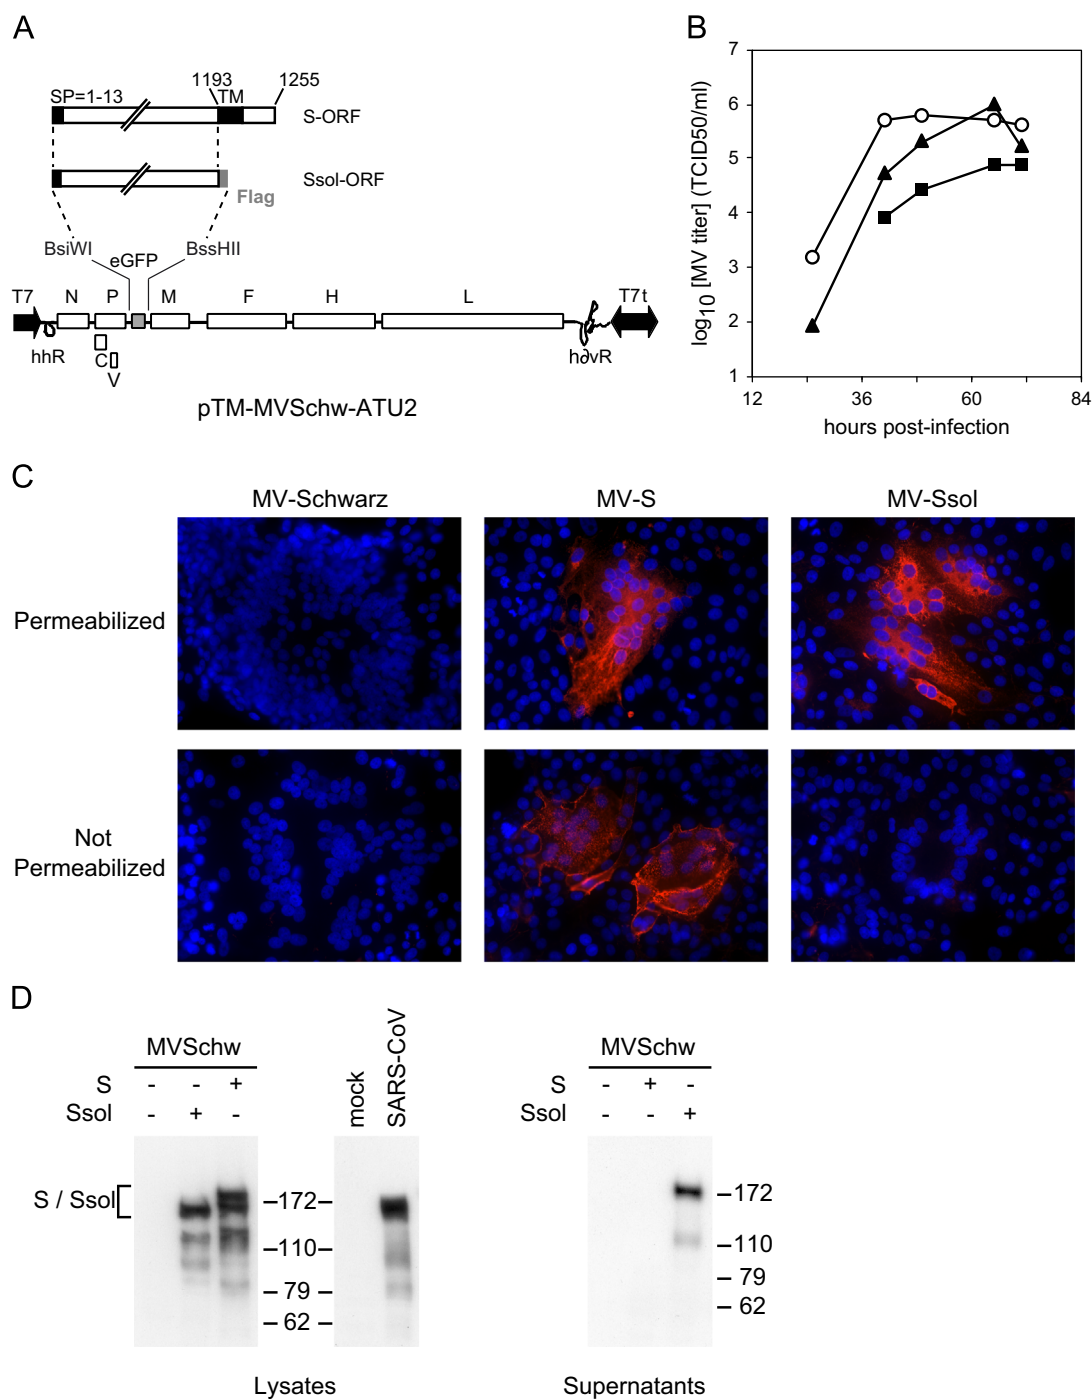 A
SP=1-13
1193
TM
1255
S-ORF
Ssol-ORF
Flag
BsiWI
eGFP
BssHII
T7
N
P
M
F
H
L
T7t
hhR
C
V
h∂vR
pTM-MVSchw-ATU2
B
log10 [MV titer] (TCID50/ml)
7
6
5
4
3
2
1
12
36
60
84
hours post-infection
C
MV-Schwarz
MV-S
MV-Ssol
Permeabilized
Not
Permeabilized
D
MVSchw
S - - +
Ssol - + -
mock
SARS-CoV
S / Ssol
–172–
110–
– 79 –
– 62 –
Lysates
MVSchw
S - + -
Ssol - - +
–172
–110
– 79
– 62
Supernatants